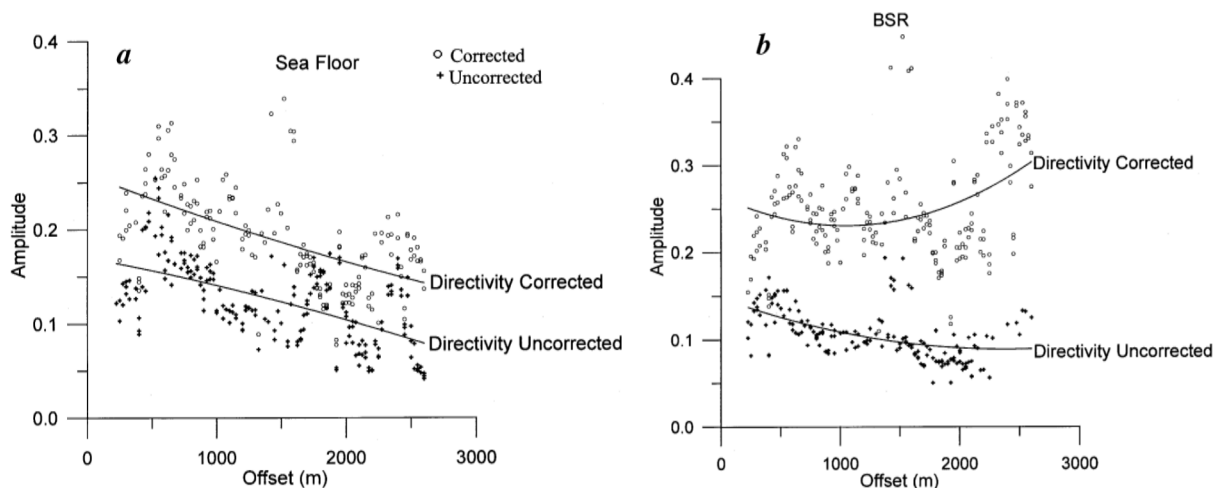 a
Sea Floor
Corrected
Uncorrected
0.4
0.3
0.2
0.1
0.0
Amplitude
Directivity Corrected
Directivity Uncorrected
0
1000
2000
3000
Offset (m)
BSR
b
0.4
0.3
0.2
0.1
0.0
Amplitude
Directivity Corrected
Directivity Uncorrected
0
1000
2000
3000
Offset (m)